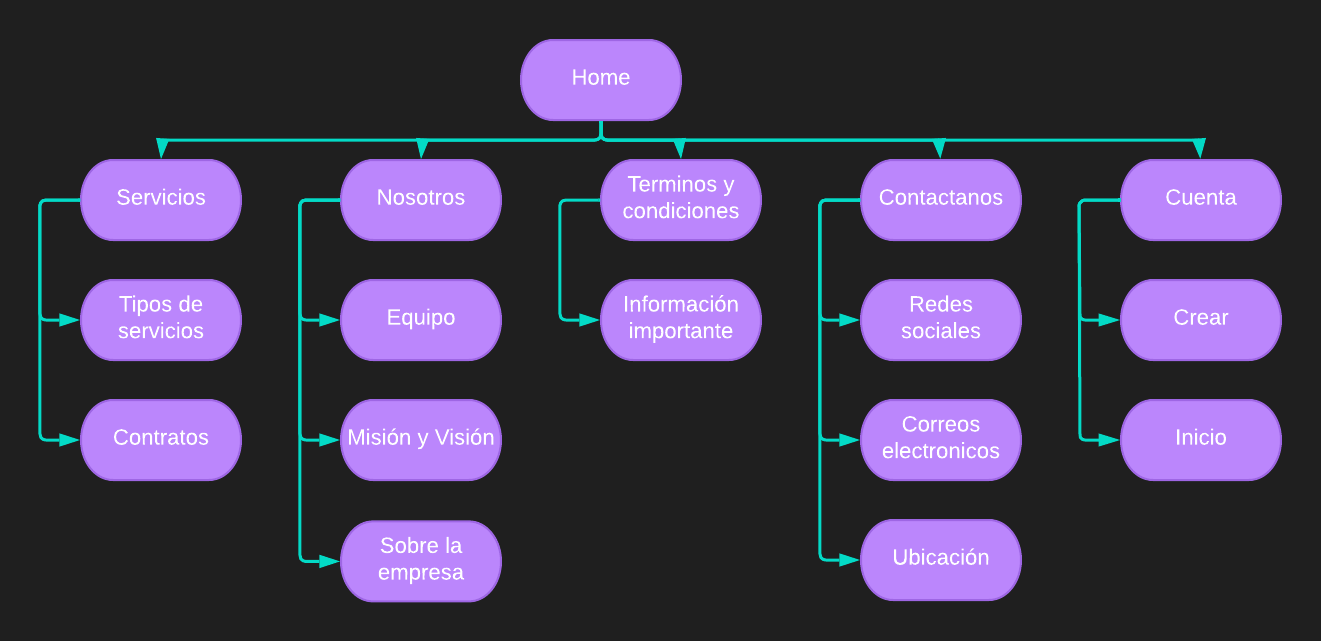 Home
Servicios
Nosotros
Terminos y
condiciones
Contactanos
Cuenta
Tipos de
servicios
Equipo
Información
importante
Redes
sociales
Crear
Contratos
Misión y Visión
Correos
electronicos
Inicio
Sobre la
empresa
Ubicación